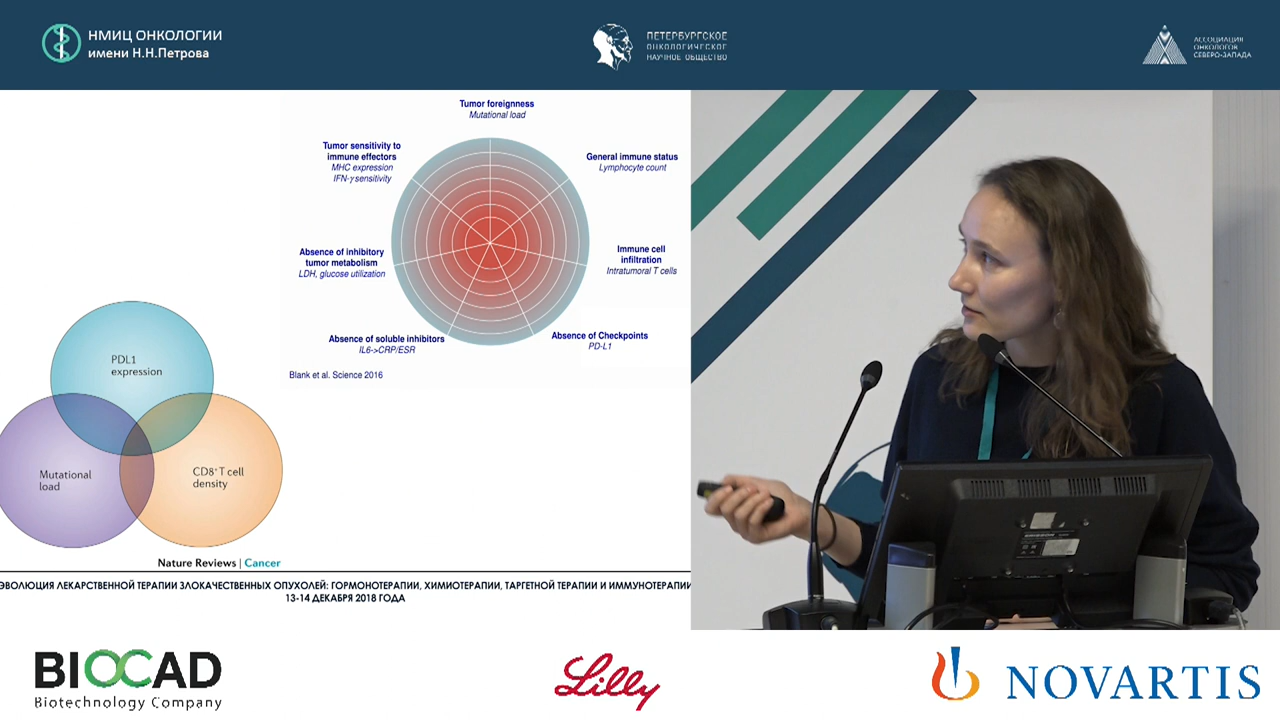 НМИЦ ОНКОЛОГИИ
имени Н.Н.Петрова
ПЕТЕРБУРГСКОЕ
ОНКОЛОГИЧЕСКОЕ
НАУЧНОЕ ОБЩЕСТВО
АССОЦИАЦИЯ
ОНКОЛОГОВ
СЕВЕРО-ЗАПАДА
Tumor foreignness
Mutational load
Tumor sensitivity to
immune effectors
MHC expression
IFN-γ sensitivity
General immune status
Lymphocyte count
Absence of inhibitory
tumor metabolism
LDH, glucose utilization
Immune cell
infiltration
Intratumoral T cells
Absence of soluble inhibitors
IL6->CRP/ESR
Absence of Checkpoints
PD-L1
Blank et al. Science 2016
PDL1
expression
Mutational
load
CD8⁺ T cell
density
Nature Reviews | Cancer
ЭВОЛЮЦИЯ ЛЕКАРСТВЕННОЙ ТЕРАПИИ ЗЛОКАЧЕСТВЕННЫХ ОПУХОЛЕЙ: ГОРМОНОТЕРАПИИ, ХИМИОТЕРАПИИ, ТАРГЕТНОЙ ТЕРАПИИ И ИММУНОТЕРАПИИ
13-14 ДЕКАБРЯ 2018 ГОДА
BIOCAD
Biotechnology Company
Lilly
NOVARTIS